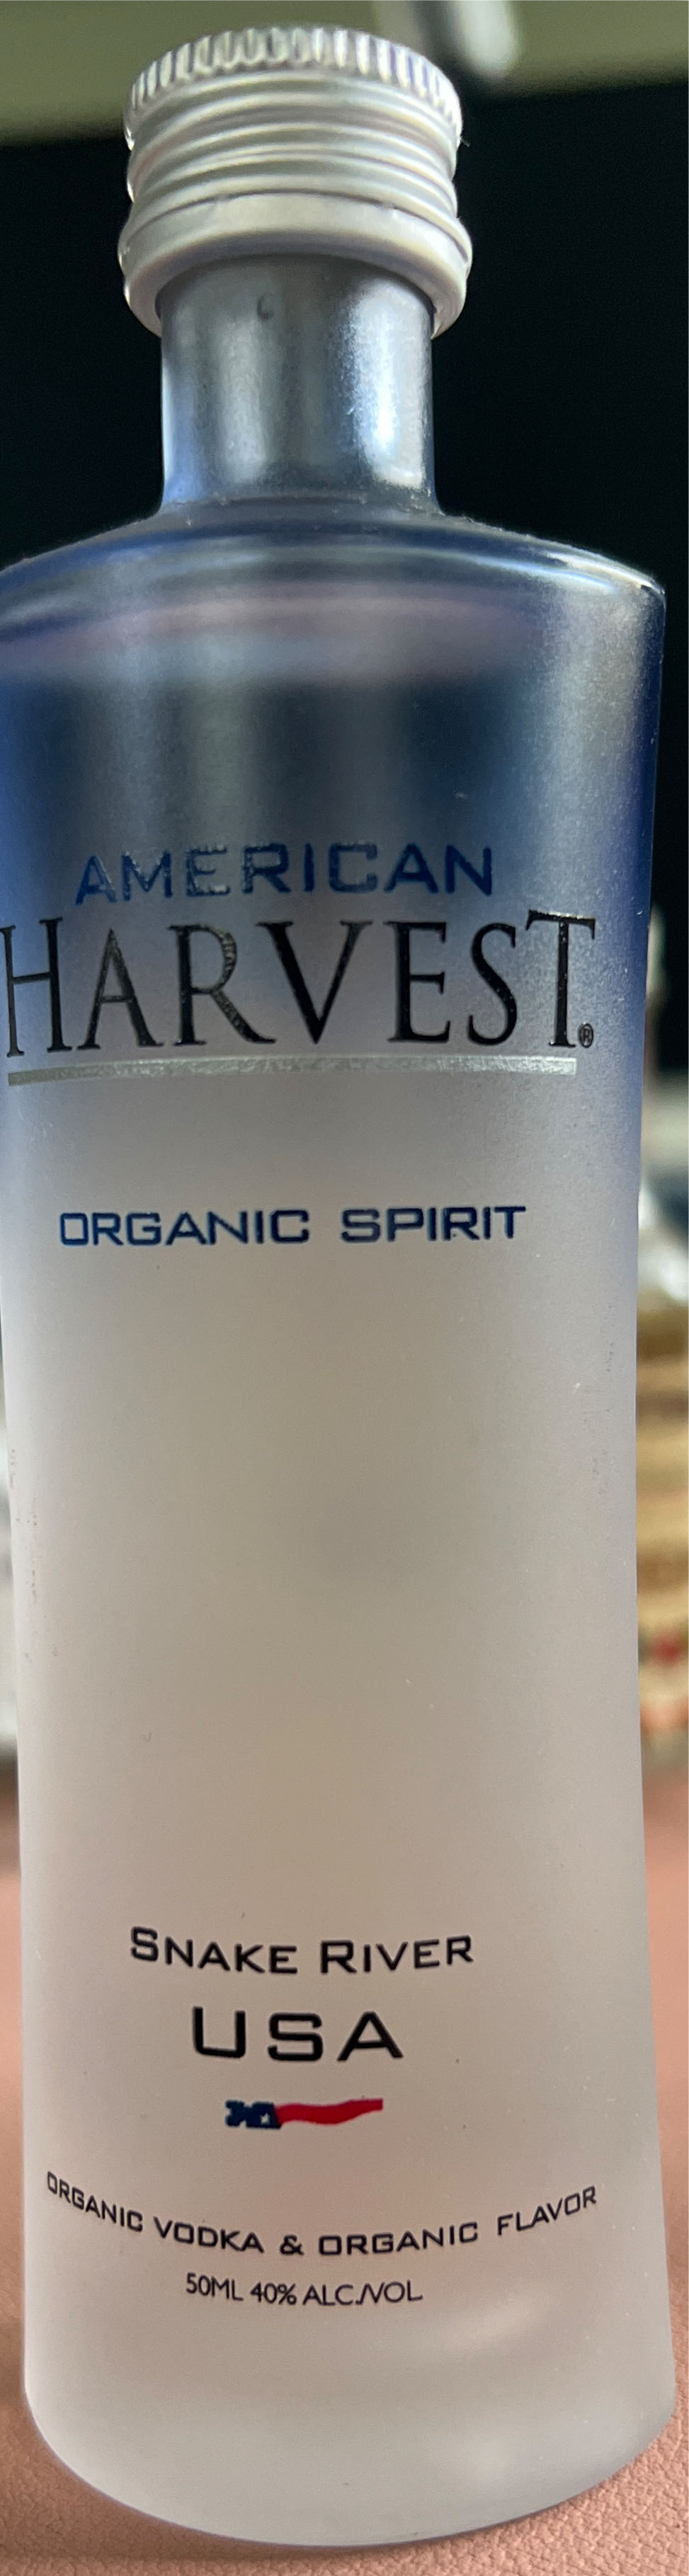 AMERICAN
HARVEST®
ORGANIC SPIRIT
SNAKE RIVER
USA
ORGANIC VODKA & ORGANIC FLAVOR
50ML 40% ALC./VOL